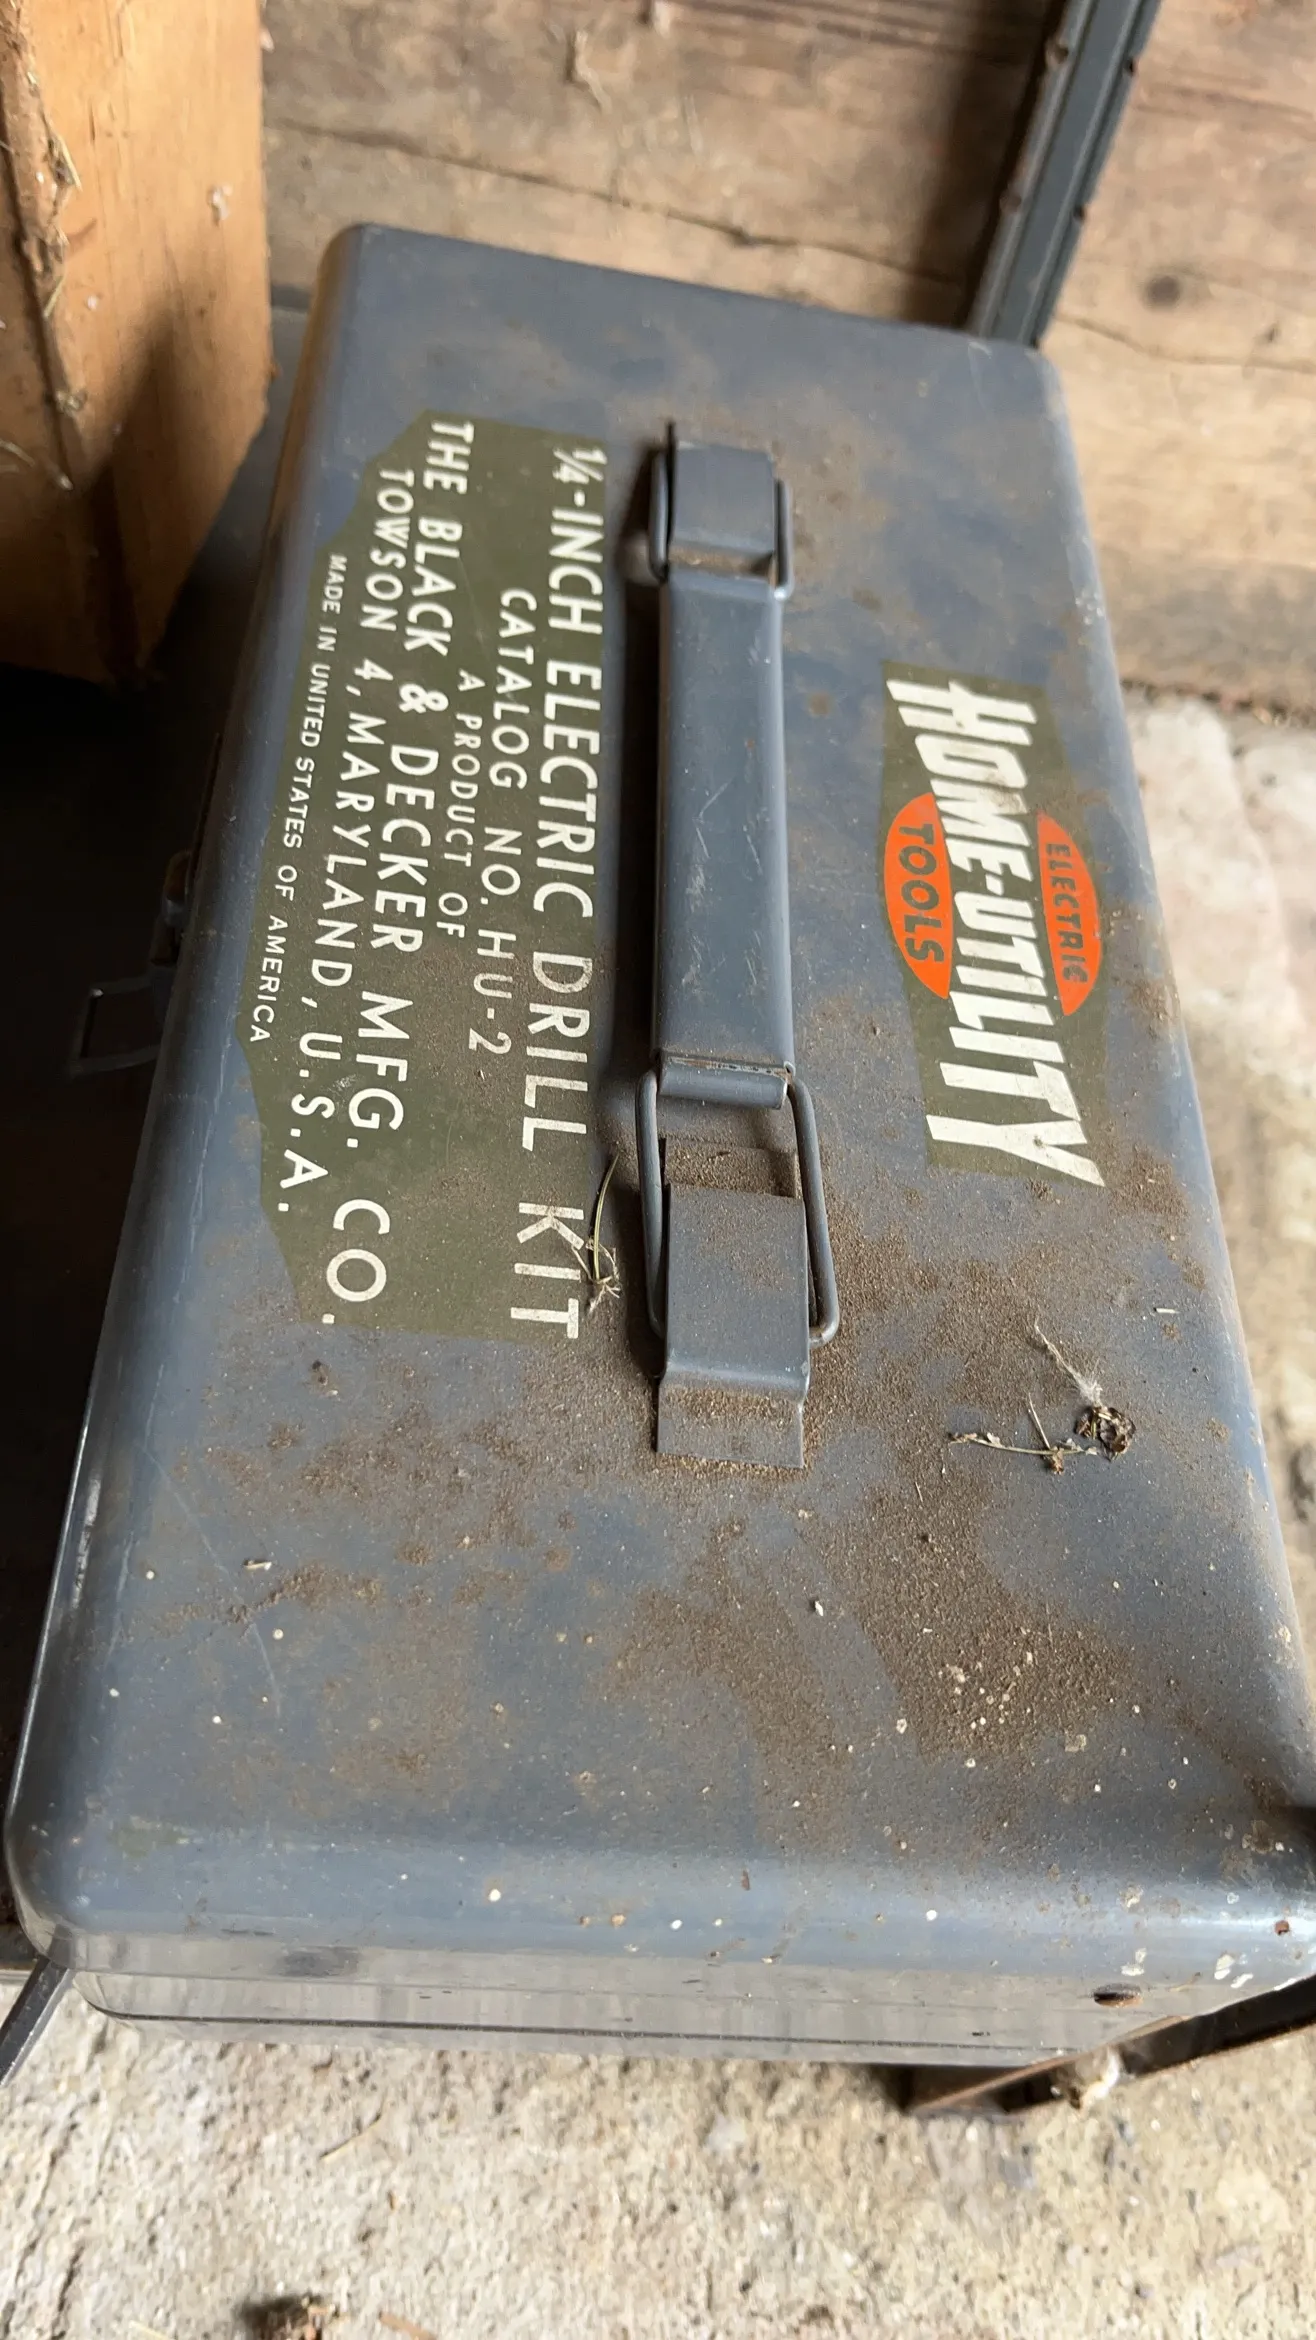 ELECTRIC
HOME-UTILITY
TOOLS
¼-INCH ELECTRIC DRILL KIT
CATALOG NO. HU-2
A PRODUCT OF
THE BLACK & DECKER MFG. CO.
TOWSON 4, MARYLAND, U.S.A.
MADE IN UNITED STATES OF AMERICA